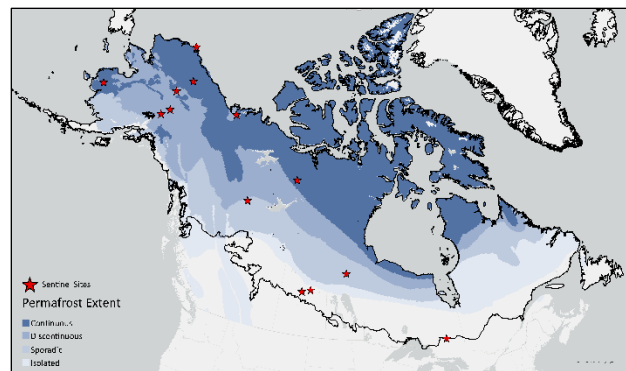 Sentinel Sites
Permafrost Extent
Continuous
Discontinuous
Sporadic
Isolated